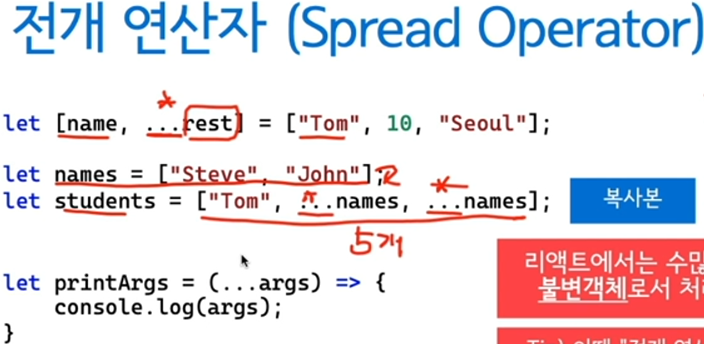 전개 연산자 (Spread Operator)
let [name, ...rest] = ["Tom", 10, "Seoul"];
let names = ["Steve", "John"];
let students = ["Tom", ...names, ...names];
복사본
5개
리액트에서는 수많
불변객체로서 처리
let printArgs = (...args) => {
console.log(args);
}